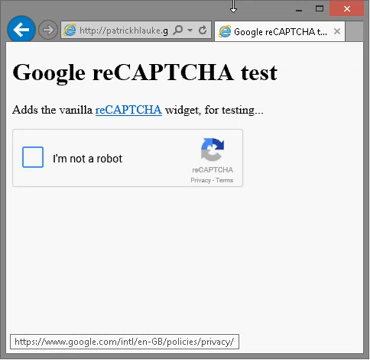 http://patrickhlauke.g
Google reCAPTCHA t...
Google reCAPTCHA test
Adds the vanilla reCAPTCHA widget, for testing...
I'm not a robot
reCAPTCHA
Privacy - Terms
https://www.google.com/intl/en-GB/policies/privacy/